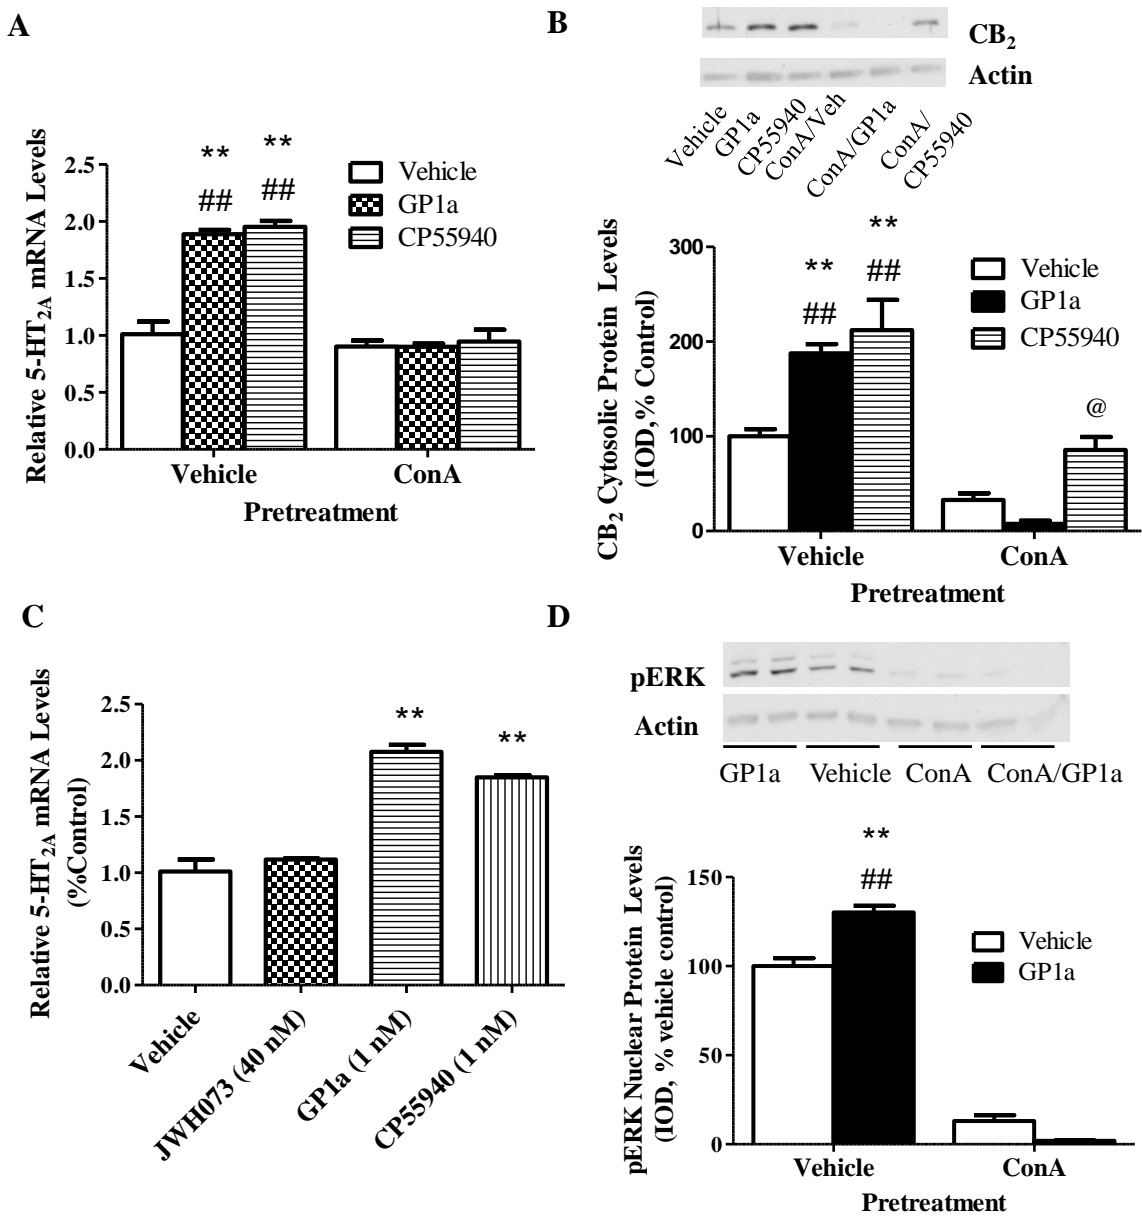 A
Relative 5-HT2A mRNA Levels
2.5
2.0
1.5
1.0
0.5
0.0
**
##
**
##
Vehicle
GP1a
CP55940
Vehicle
ConA
Pretreatment
B
CB2
Actin
Vehicle
GP1a
CP55940
ConA/Veh
ConA/GP1a
ConA/
CP55940
CB2 Cytosolic Protein Levels
(IOD,% Control)
300
200
100
0
**
##
**
##
@
Vehicle
GP1a
CP55940
Vehicle
ConA
Pretreatment
C
Relative 5-HT2A mRNA Levels
(%Control)
2.5
2.0
1.5
1.0
0.5
0.0
**
**
Vehicle
JWH073 (40 nM)
GP1a (1 nM)
CP55940 (1 nM)
D
pERK
Actin
GP1a
Vehicle
ConA
ConA/GP1a
pERK Nuclear Protein Levels
(IOD, % vehicle control)
150
100
50
0
**
##
Vehicle
GP1a
Vehicle
ConA
Pretreatment